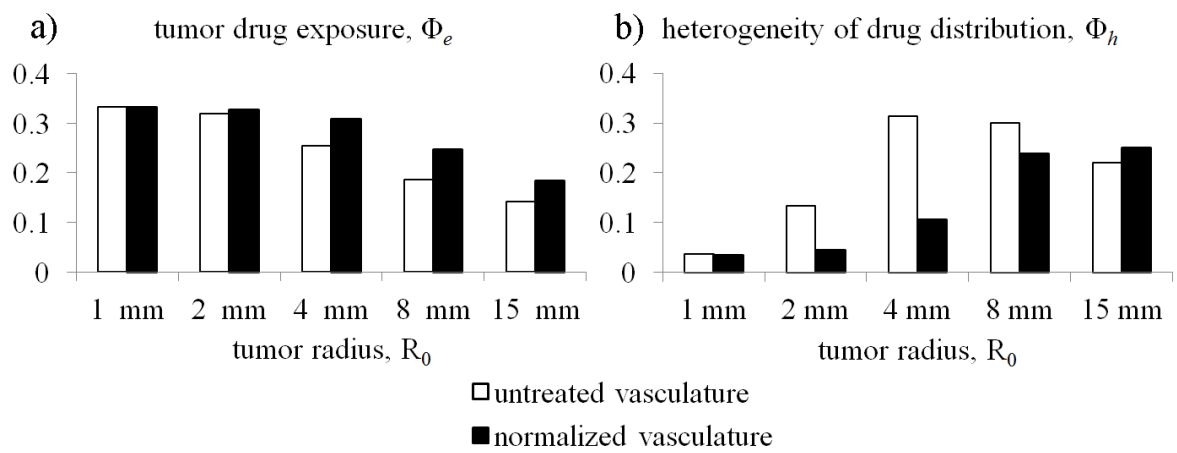 a) tumor drug exposure, Φe
0.4
0.3
0.2
0.1
0
1 mm 2 mm 4 mm 8 mm 15 mm
tumor radius, R0
b) heterogeneity of drug distribution, Φh
0.4
0.3
0.2
0.1
0
1 mm 2 mm 4 mm 8 mm 15 mm
tumor radius, R0
untreated vasculature
normalized vasculature